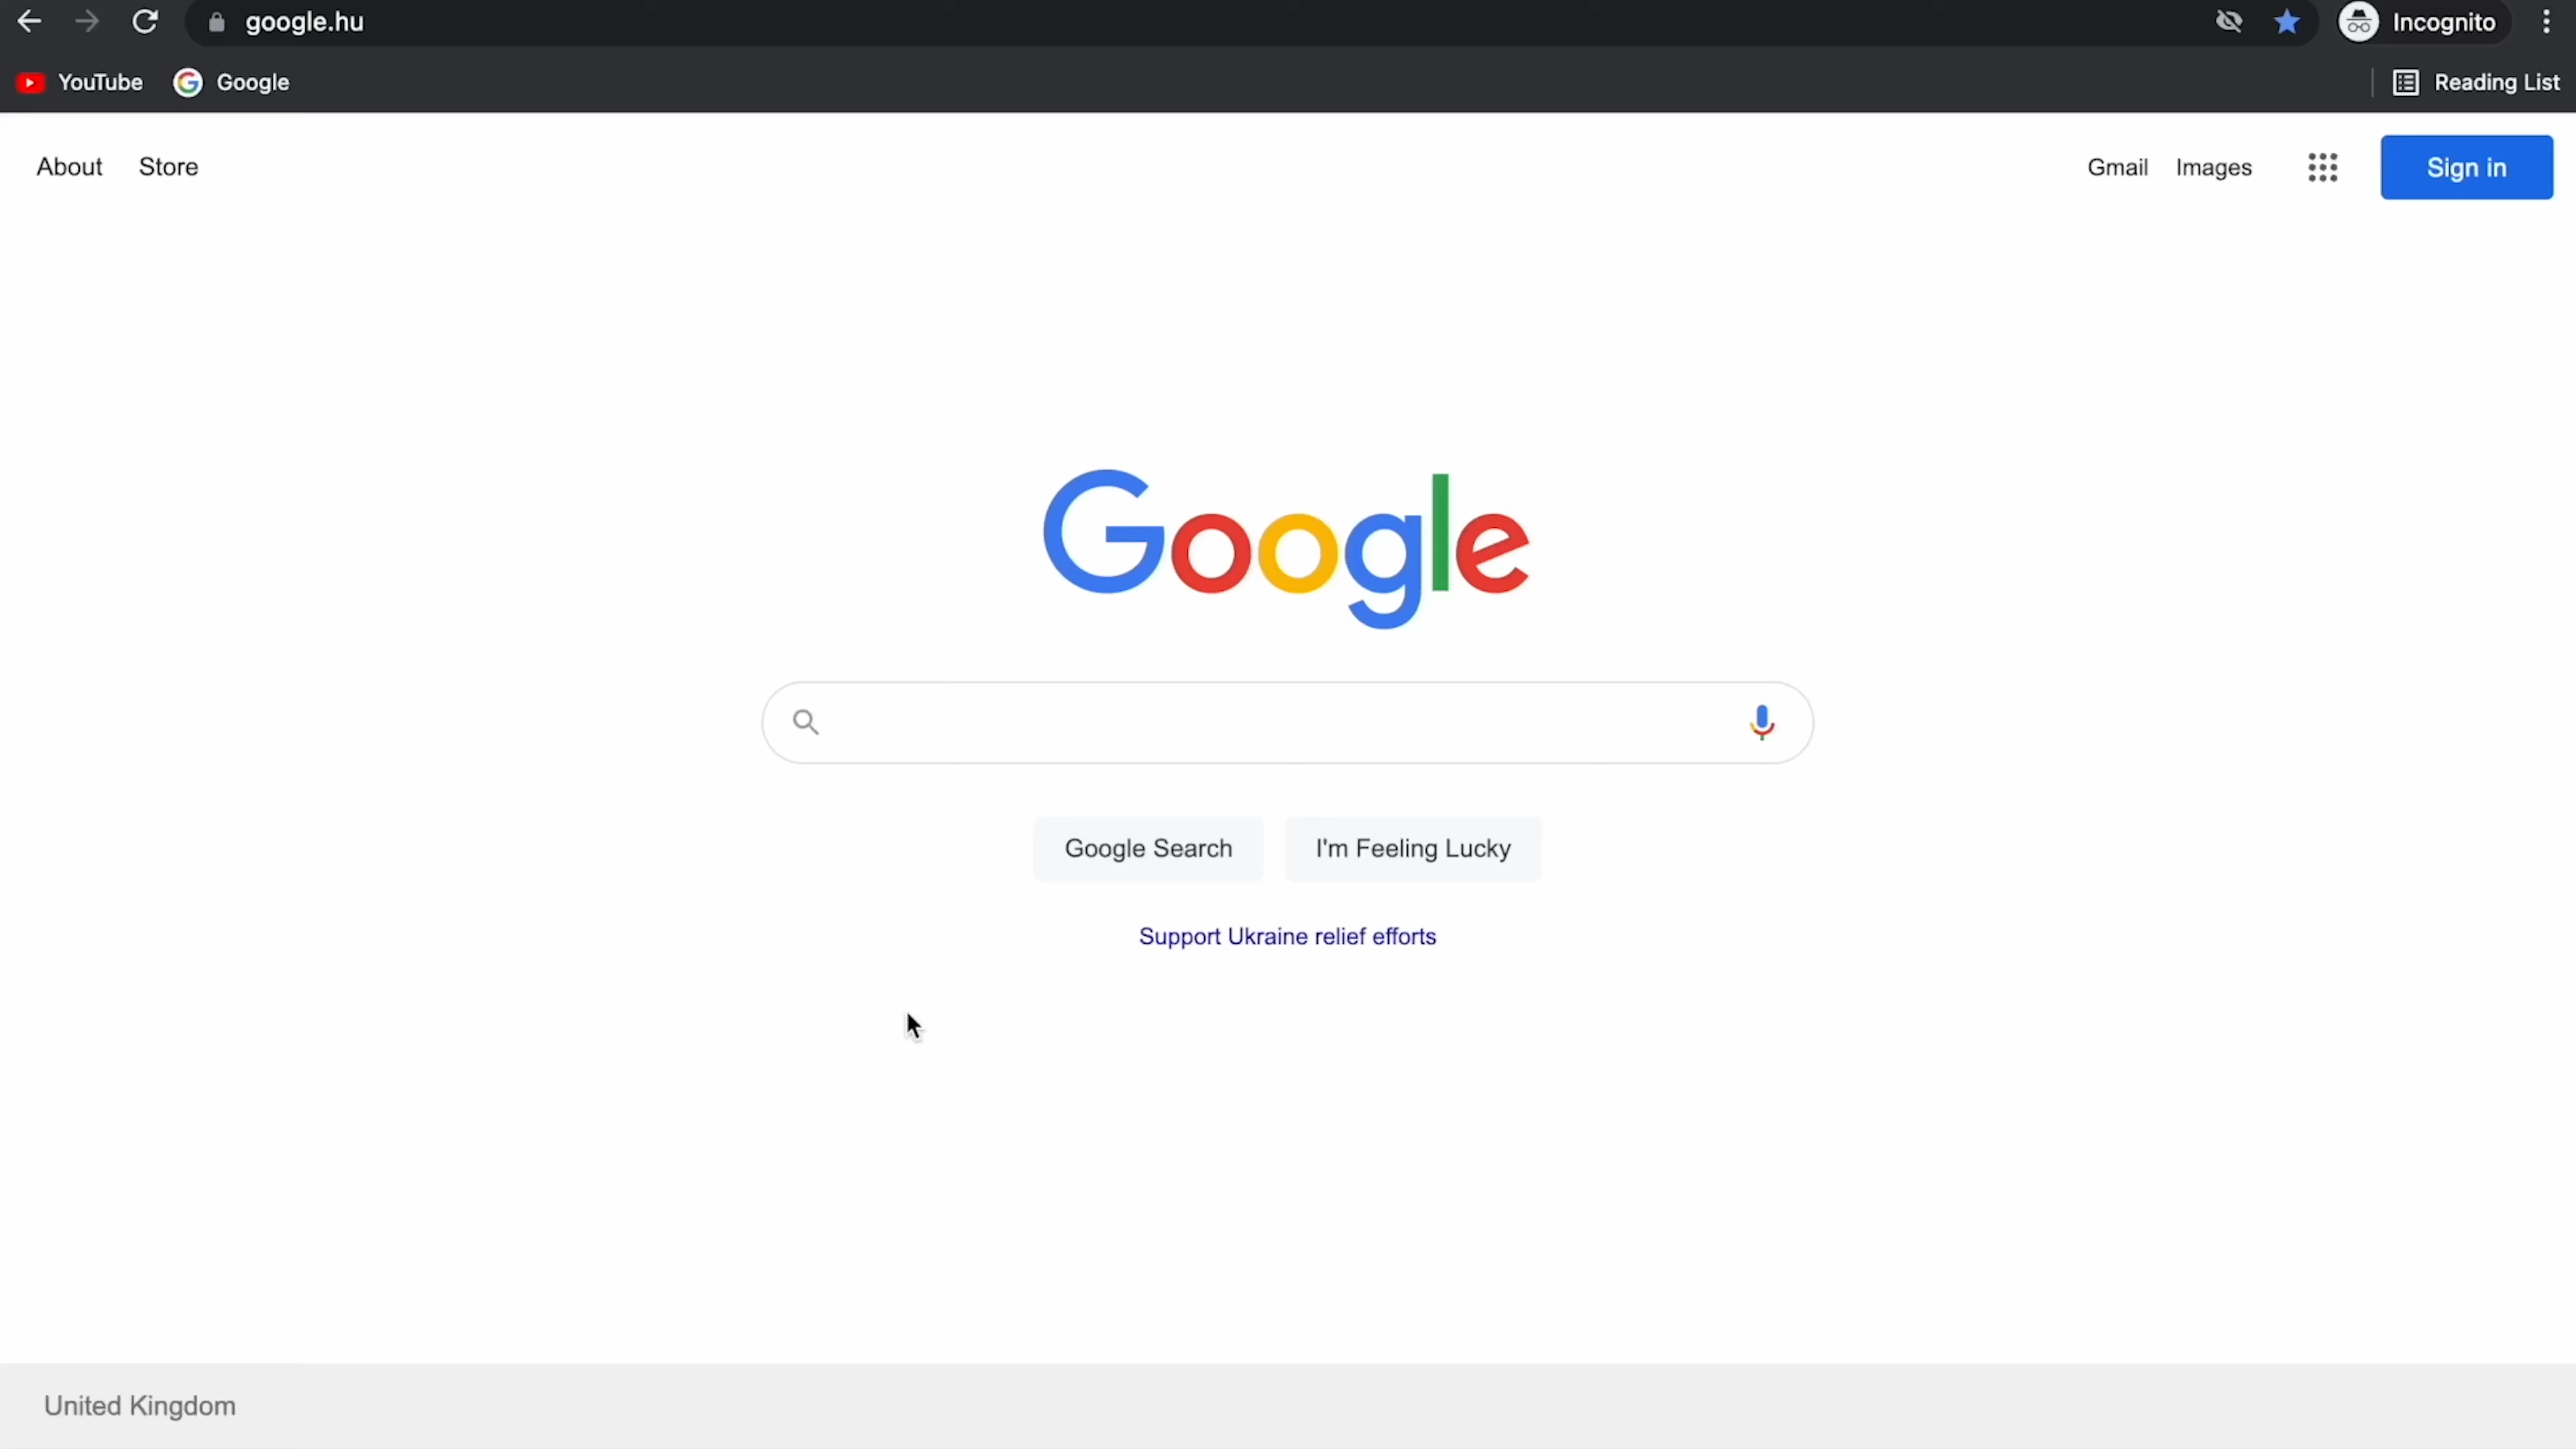 google.hu
Incognito
YouTube
Google
Reading List
About
Store
Gmail
Images
Sign in
Google
Google Search
I'm Feeling Lucky
Support Ukraine relief efforts
United Kingdom